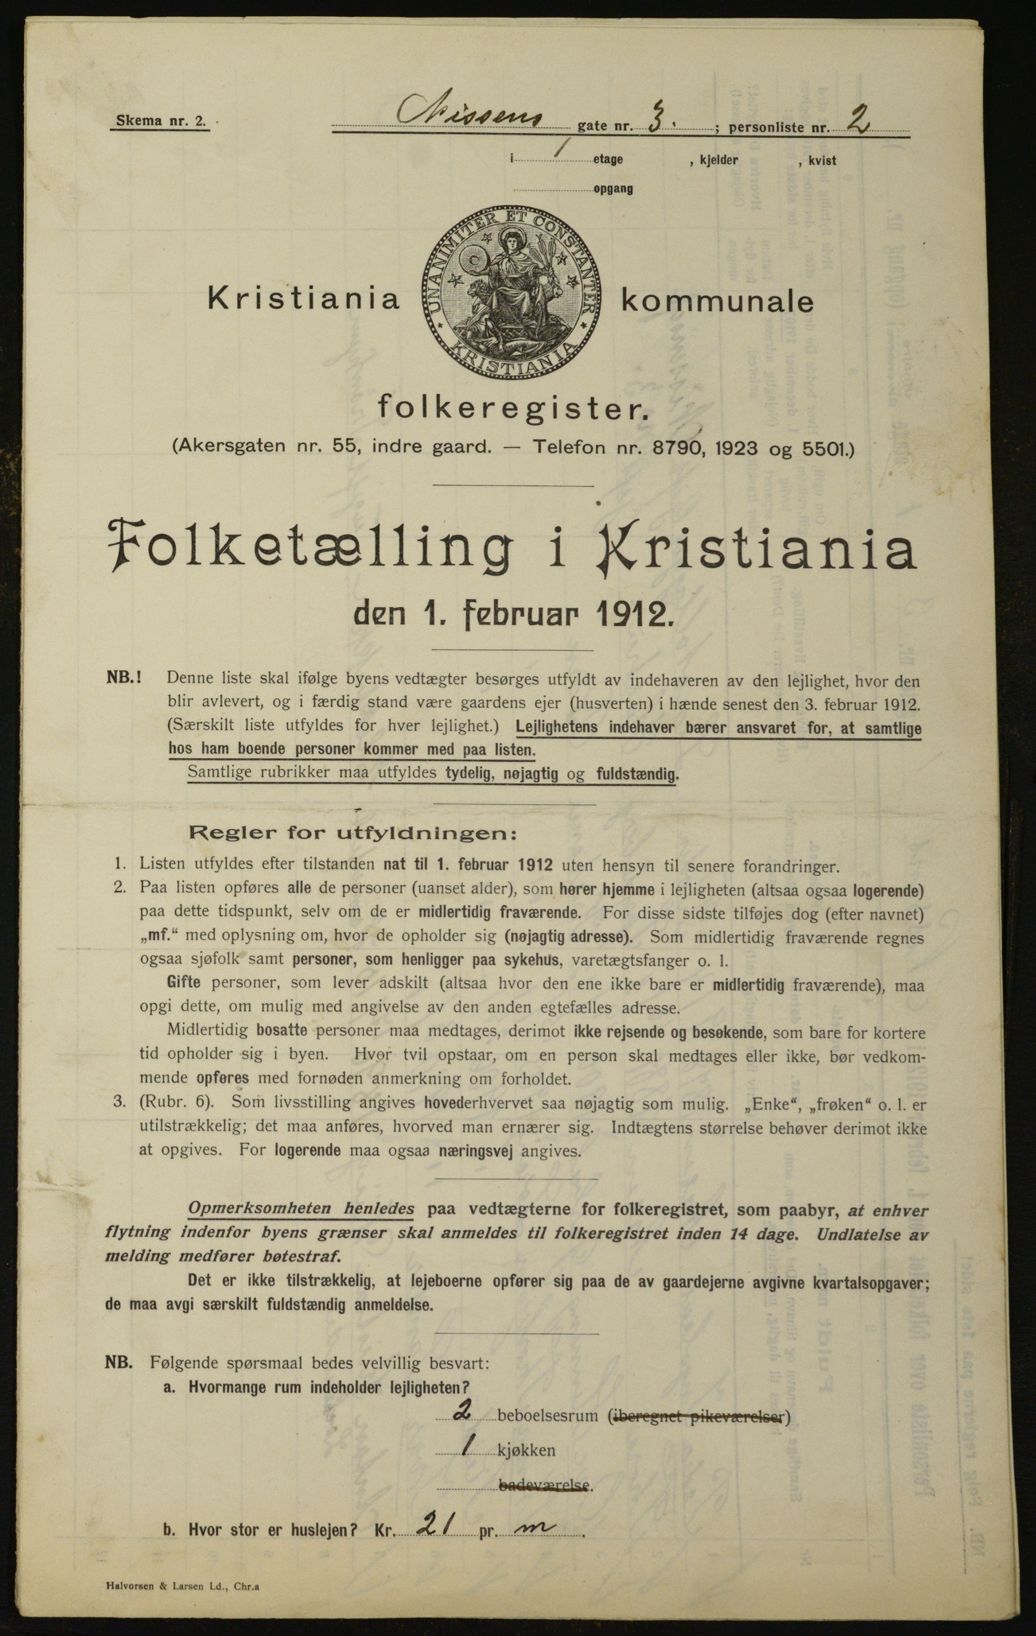 Skema nr. 2.
Nissens gate nr. 3. ; personliste nr. 2
i 1 etage , kjelder , kvist
opgang
UNANIMITER ET CONSTANTER
KRISTIANIA
Kristiania kommunale
folkeregister.
(Akersgaten nr. 55, indre gaard. — Telefon nr. 8790, 1923 og 5501.)
Folketælling i Kristiania
den 1. februar 1912.
NB.! Denne liste skal ifølge byens vedtægter besørges utfyldt av indehaveren av den lejlighet, hvor den
blir avlevert, og i færdig stand være gaardens ejer (husverten) i hænde senest den 3. februar 1912.
(Særskilt liste utfyldes for hver lejlighet.) Lejlighetens indehaver bærer ansvaret for, at samtlige
hos ham boende personer kommer med paa listen.
Samtlige rubrikker maa utfyldes tydelig, nøjagtig og fuldstændig.
Regler for utfyldningen:
1. Listen utfyldes efter tilstanden nat til 1. februar 1912 uten hensyn til senere forandringer.
2. Paa listen opføres alle de personer (uanset alder), som hører hjemme i lejligheten (altsaa ogsaa logerende)
paa dette tidspunkt, selv om de er midlertidig fraværende. For disse sidste tilføjes dog (efter navnet)
„mf.“ med oplysning om, hvor de opholder sig (nøjagtig adresse). Som midlertidig fraværende regnes
ogsaa sjøfolk samt personer, som henligger paa sykehus, varetægtsfanger o. l.
Gifte personer, som lever adskilt (altsaa hvor den ene ikke bare er midlertidig fraværende), maa
opgi dette, om mulig med angivelse av den anden egtefælles adresse.
Midlertidig bosatte personer maa medtages, derimot ikke rejsende og besøkende, som bare for kortere
tid opholder sig i byen. Hvor tvil opstaar, om en person skal medtages eller ikke, bør vedkom-
mende opføres med fornøden anmerkning om forholdet.
3. (Rubr. 6). Som livsstilling angives hovederhvervet saa nøjagtig som mulig. „Enke“, „frøken“ o. l. er
utilstrækkelig; det maa anføres, hvorved man ernærer sig. Indtægtens størrelse behøver derimot ikke
at opgives. For logerende maa ogsaa næringsvej angives.
Opmerksomheten henledes paa vedtægterne for folkeregistret, som paabyr, at enhver
flytning indenfor byens grænser skal anmeldes til folkeregistret inden 14 dage. Undlatelse av
melding medfører bøtestraf.
Det er ikke tilstrækkelig, at lejeboerne opfører sig paa de av gaardejerne avgivne kvartalsopgaver;
de maa avgi særskilt fuldstændig anmeldelse.
NB. Følgende spørsmaal bedes velvillig besvart:
a. Hvormange rum indeholder lejligheten?
2 beboelsesrum (iberegnet pikeværelser)
1 kjøkken
badeværelse.
b. Hvor stor er huslejen? Kr. 21 pr. m.
Halvorsen & Larsen Ld., Chr.a